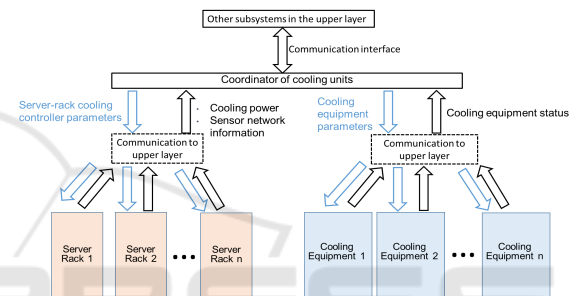 Other subsystems in the upper layer
Communication interface
Coordinator of cooling units
Server-rack cooling
controller parameters
· Cooling power
· Sensor network
information
Cooling
equipment
parameters
Cooling equipment status
Communication to
upper layer
Communication to
upper layer
Server
Rack 1
Server
Rack 2
Server
Rack n
Cooling
Equipment 1
Cooling
Equipment 2
Cooling
Equipment n